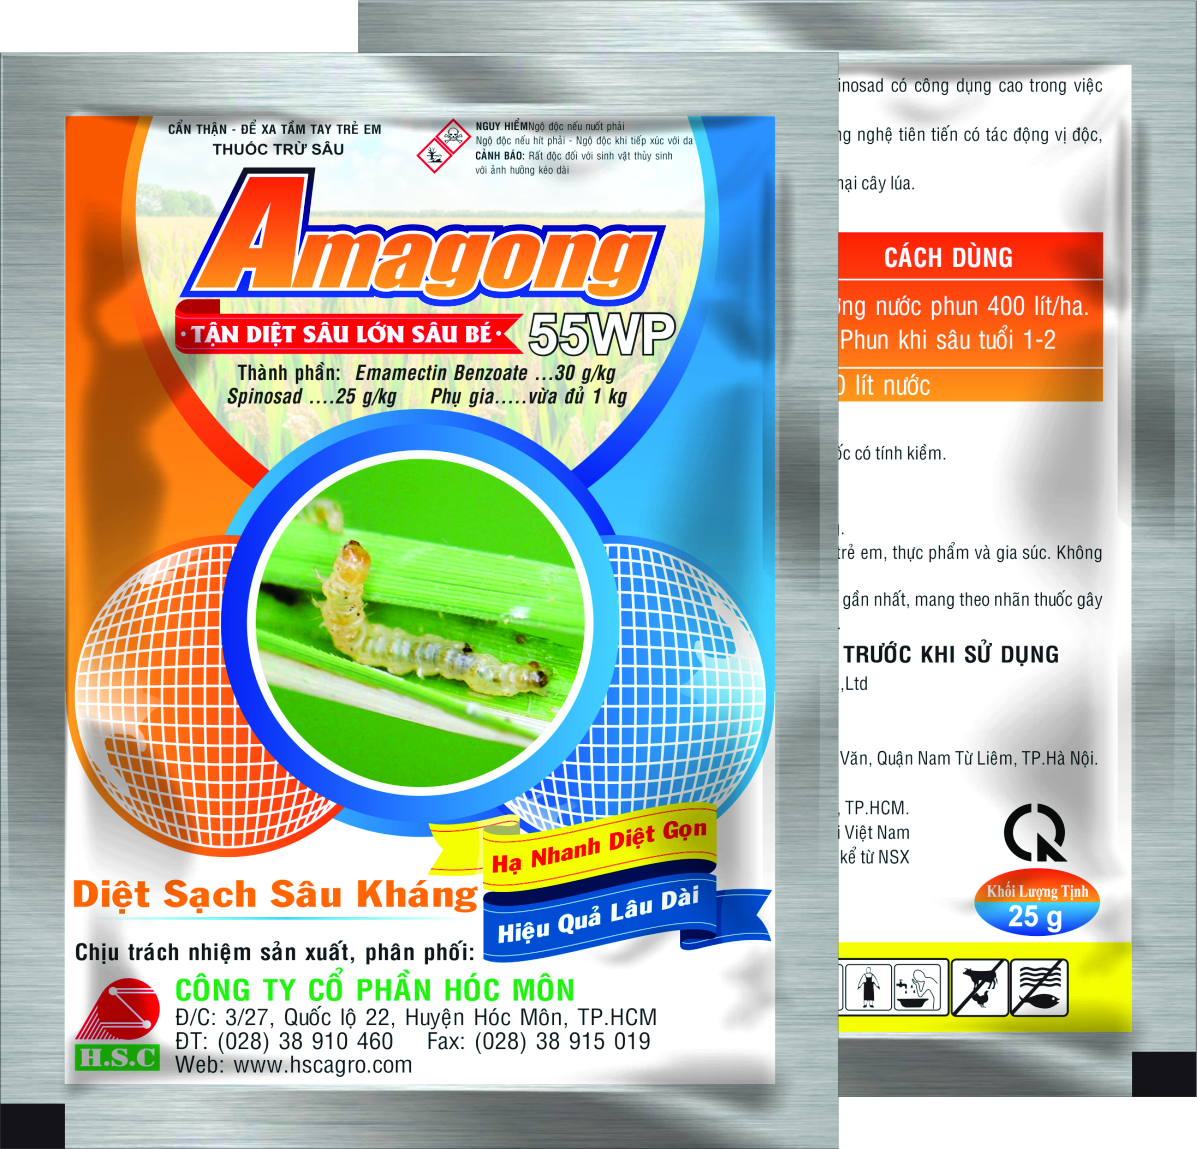 CẨN THẬN - ĐỂ XA TẦM TAY TRẺ EM
THUỐC TRỪ SÂU
NGUY HIỂM Ngộ độc nếu nuốt phải
Ngộ độc nếu hít phải - Ngộ độc khi tiếp xúc với da
CẢNH BÁO: Rất độc đối với sinh vật thủy sinh
với ảnh hưởng kéo dài
Amagong
TẬN DIỆT SÂU LỚN SÂU BÉ
55WP
Thành phần: Emamectin Benzoate ...30 g/kg
Spinosad ....25 g/kg Phụ gia.....vừa đủ 1 kg
Hạ Nhanh Diệt Gọn
Hiệu Quả Lâu Dài
Diệt Sạch Sâu Kháng
Chịu trách nhiệm sản xuất, phân phối:
H.S.C
CÔNG TY CỔ PHẦN HÓC MÔN
Đ/C: 3/27, Quốc lộ 22, Huyện Hóc Môn, TP.HCM
ĐT: (028) 38 910 460 Fax: (028) 38 915 019
Web: www.hscagro.com
inosad có công dụng cao trong việc
ng nghệ tiên tiến có tác động vị độc,
hại cây lúa.
CÁCH DÙNG
ợng nước phun 400 lít/ha.
Phun khi sâu tuổi 1-2
0 lít nước
ốc có tính kiềm.
trẻ em, thực phẩm và gia súc. Không
gần nhất, mang theo nhãn thuốc gây
TRƯỚC KHI SỬ DỤNG
.,Ltd
Văn, Quận Nam Từ Liêm, TP.Hà Nội.
, TP.HCM.
i Việt Nam
kể từ NSX
Khối Lượng Tịnh
25 g